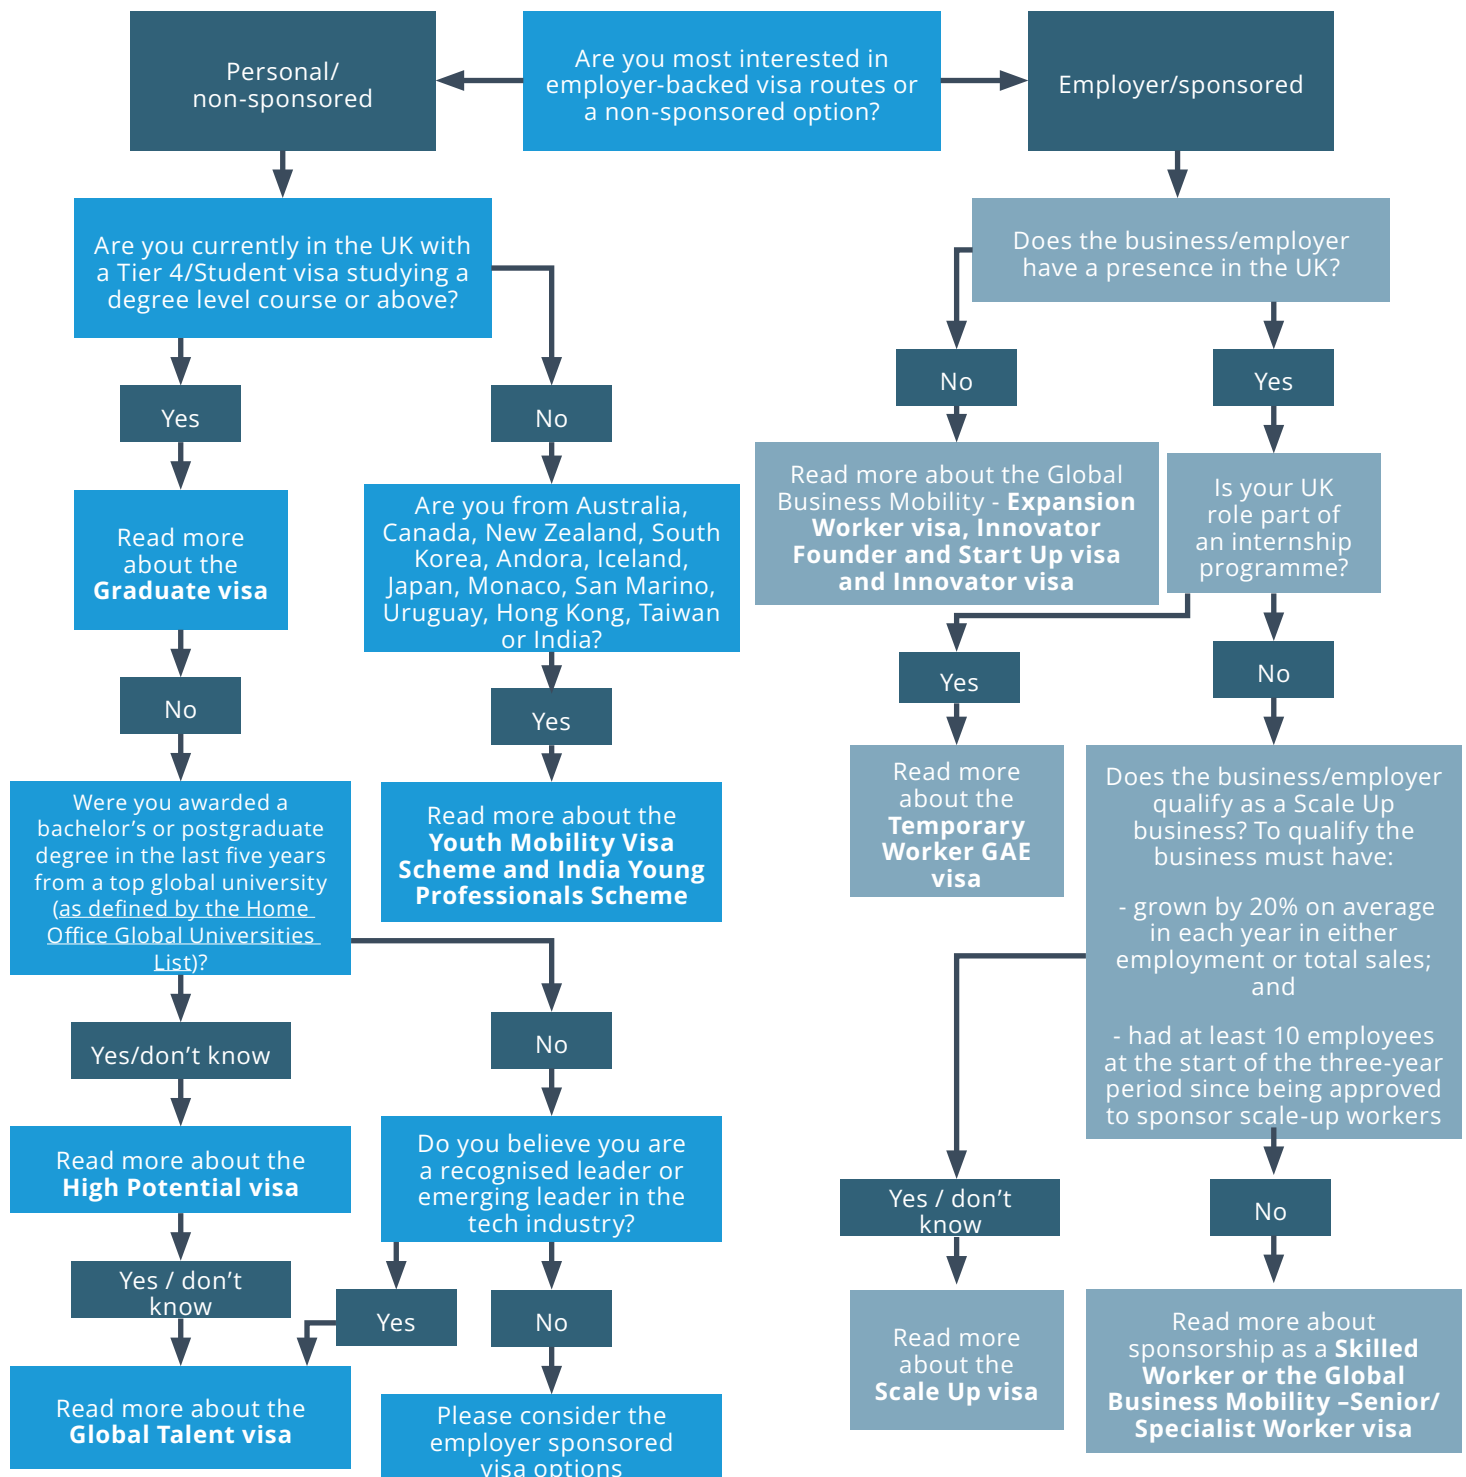 Personal/
non-sponsored
Are you most interested in
employer-backed visa routes or
a non-sponsored option?
Employer/sponsored
Are you currently in the UK with
a Tier 4/Student visa studying a
degree level course or above?
Does the business/employer
have a presence in the UK?
Yes
No
No
Yes
Read more
about the
Graduate visa
Are you from Australia,
Canada, New Zealand, South
Korea, Andora, Iceland,
Japan, Monaco, San Marino,
Uruguay, Hong Kong, Taiwan
or India?
Read more about the Global
Business Mobility - Expansion
Worker visa, Innovator
Founder and Start Up visa
and Innovator visa
Is your UK
role part of
an internship
programme?
No
Yes
Yes
No
Were you awarded a
bachelor’s or postgraduate
degree in the last five years
from a top global university
(as defined by the Home
Office Global Universities
List)?
Read more about the
Youth Mobility Visa
Scheme and India Young
Professionals Scheme
Read more
about the
Temporary
Worker GAE
visa
Does the business/employer
qualify as a Scale Up
business? To qualify the
business must have:
- grown by 20% on average
in each year in either
employment or total sales;
and
- had at least 10 employees
at the start of the three-year
period since being approved
to sponsor scale-up workers
Yes/don’t know
No
Read more about the
High Potential visa
Do you believe you are
a recognised leader or
emerging leader in the
tech industry?
Yes / don’t
know
No
Yes / don’t
know
Yes
No
Read more
about the
Scale Up visa
Read more about
sponsorship as a Skilled
Worker or the Global
Business Mobility –Senior/
Specialist Worker visa
Read more about the
Global Talent visa
Please consider the
employer sponsored
visa options